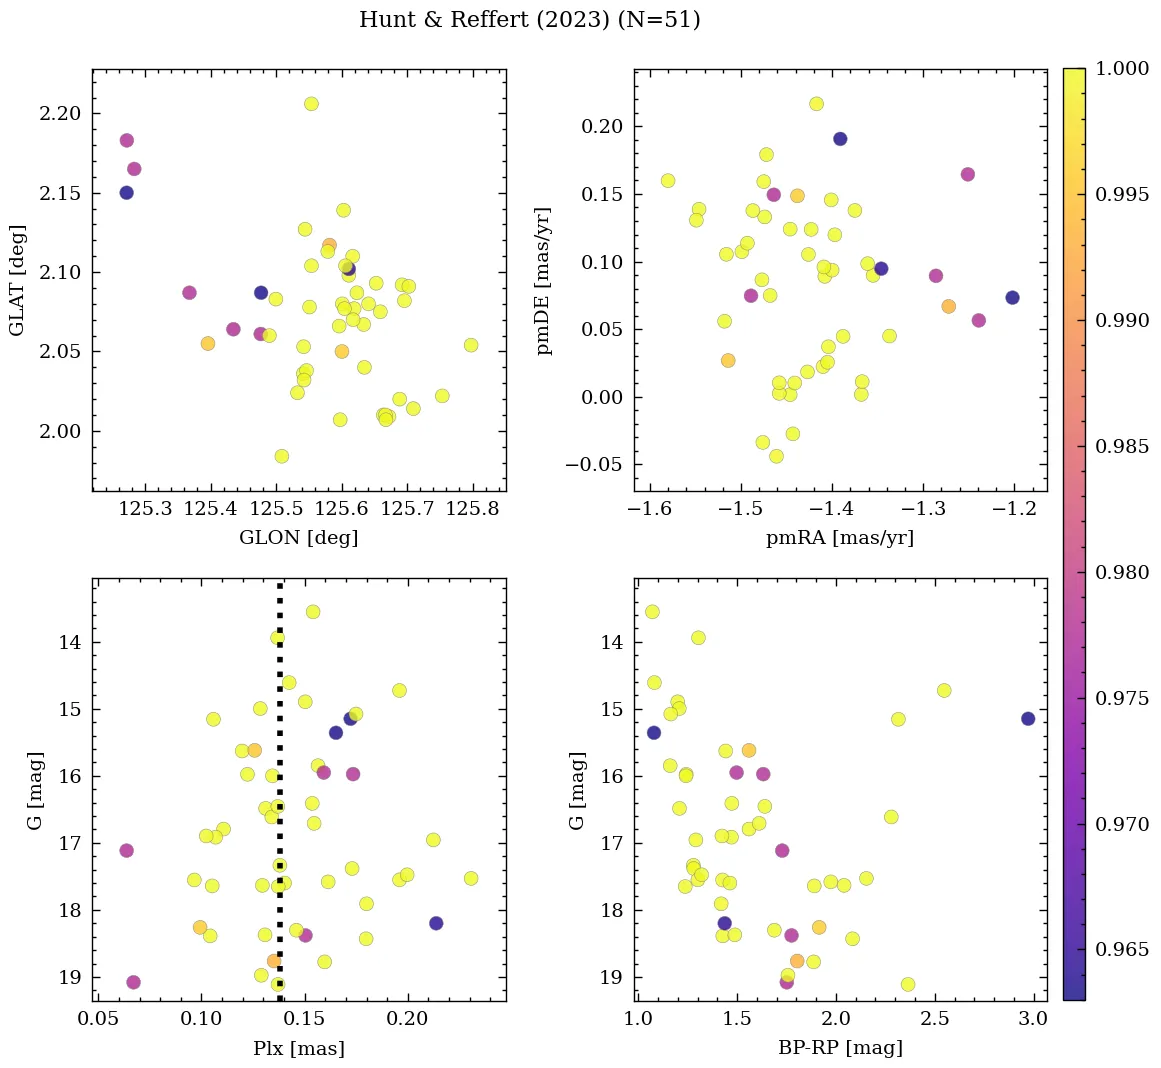 Hunt & Reffert (2023) (N=51)
2.20
2.15
2.10
2.05
2.00
GLAT [deg]
125.3 125.4 125.5 125.6 125.7 125.8
GLON [deg]
0.20
0.15
0.10
0.05
0.00
−0.05
pmDE [mas/yr]
−1.6 −1.5 −1.4 −1.3 −1.2
pmRA [mas/yr]
14
15
16
17
18
19
G [mag]
0.05 0.10 0.15 0.20
Plx [mas]
14
15
16
17
18
19
G [mag]
1.0 1.5 2.0 2.5 3.0
BP-RP [mag]
1.000
0.995
0.990
0.985
0.980
0.975
0.970
0.965